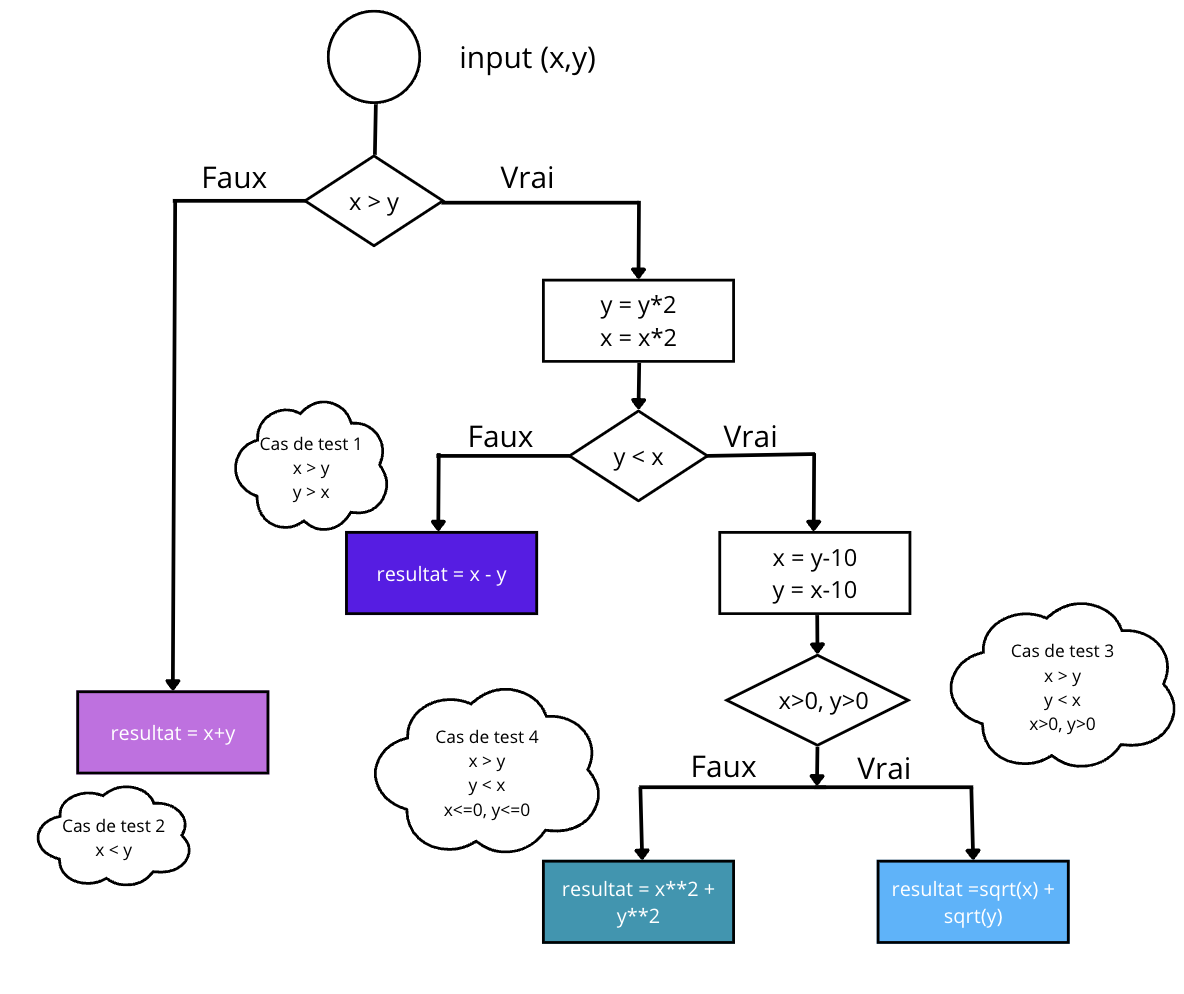 input (x,y)
Faux
Vrai
x > y
y = y*2
x = x*2
Faux
Vrai
y < x
Cas de test 1
x > y
y > x
resultat = x - y
x = y-10
y = x-10
Cas de test 3
x > y
y < x
x>0, y>0
x>0, y>0
resultat = x+y
Cas de test 4
x > y
y < x
x<=0, y<=0
Faux
Vrai
Cas de test 2
x < y
resultat = x**2 +
y**2
resultat =sqrt(x) +
sqrt(y)